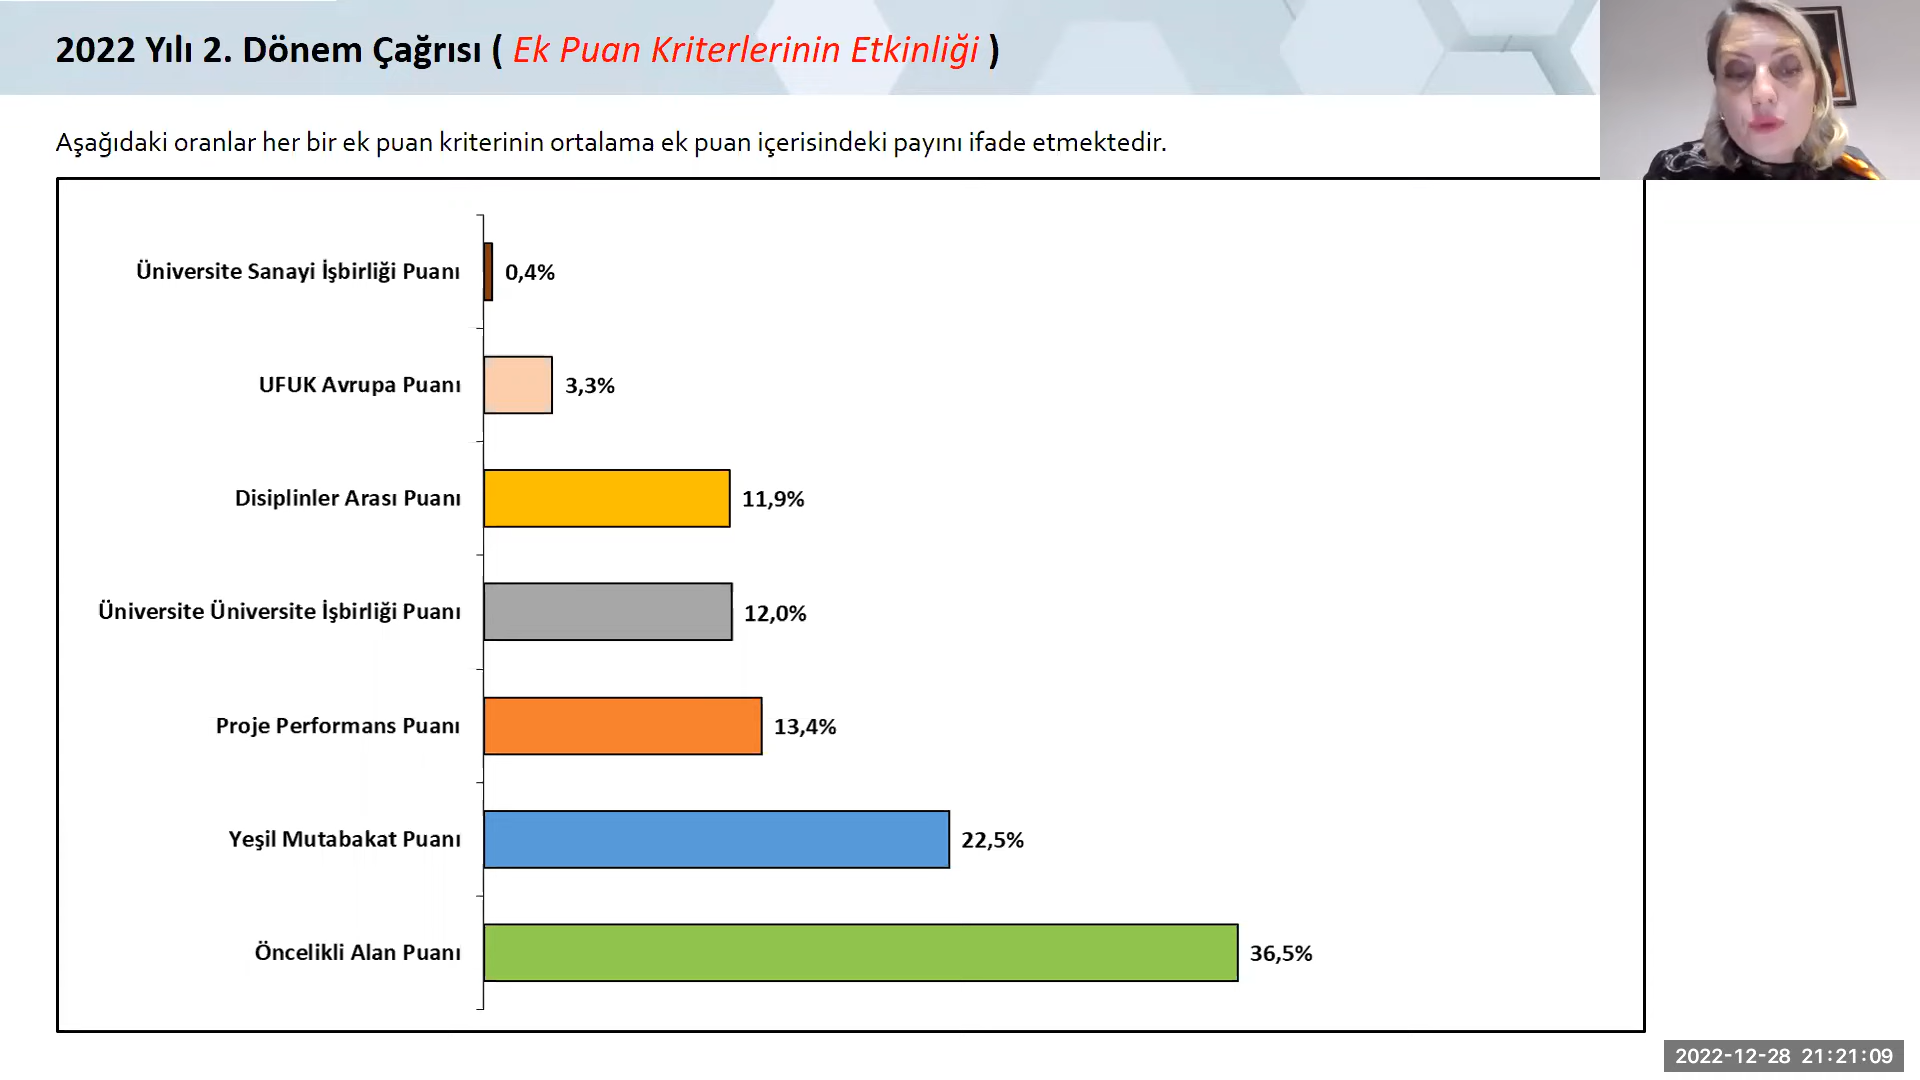 2022 Yılı 2. Dönem Çağrısı ( Ek Puan Kriterlerinin Etkinliği )
Aşağıdaki oranlar her bir ek puan kriterinin ortalama ek puan içerisindeki payını ifade etmektedir.
Üniversite Sanayi İşbirliği Puanı 0,4%
UFUK Avrupa Puanı 3,3%
Disiplinler Arası Puanı 11,9%
Üniversite Üniversite İşbirliği Puanı 12,0%
Proje Performans Puanı 13,4%
Yeşil Mutabakat Puanı 22,5%
Öncelikli Alan Puanı 36,5%
2022-12-28 21:21:09